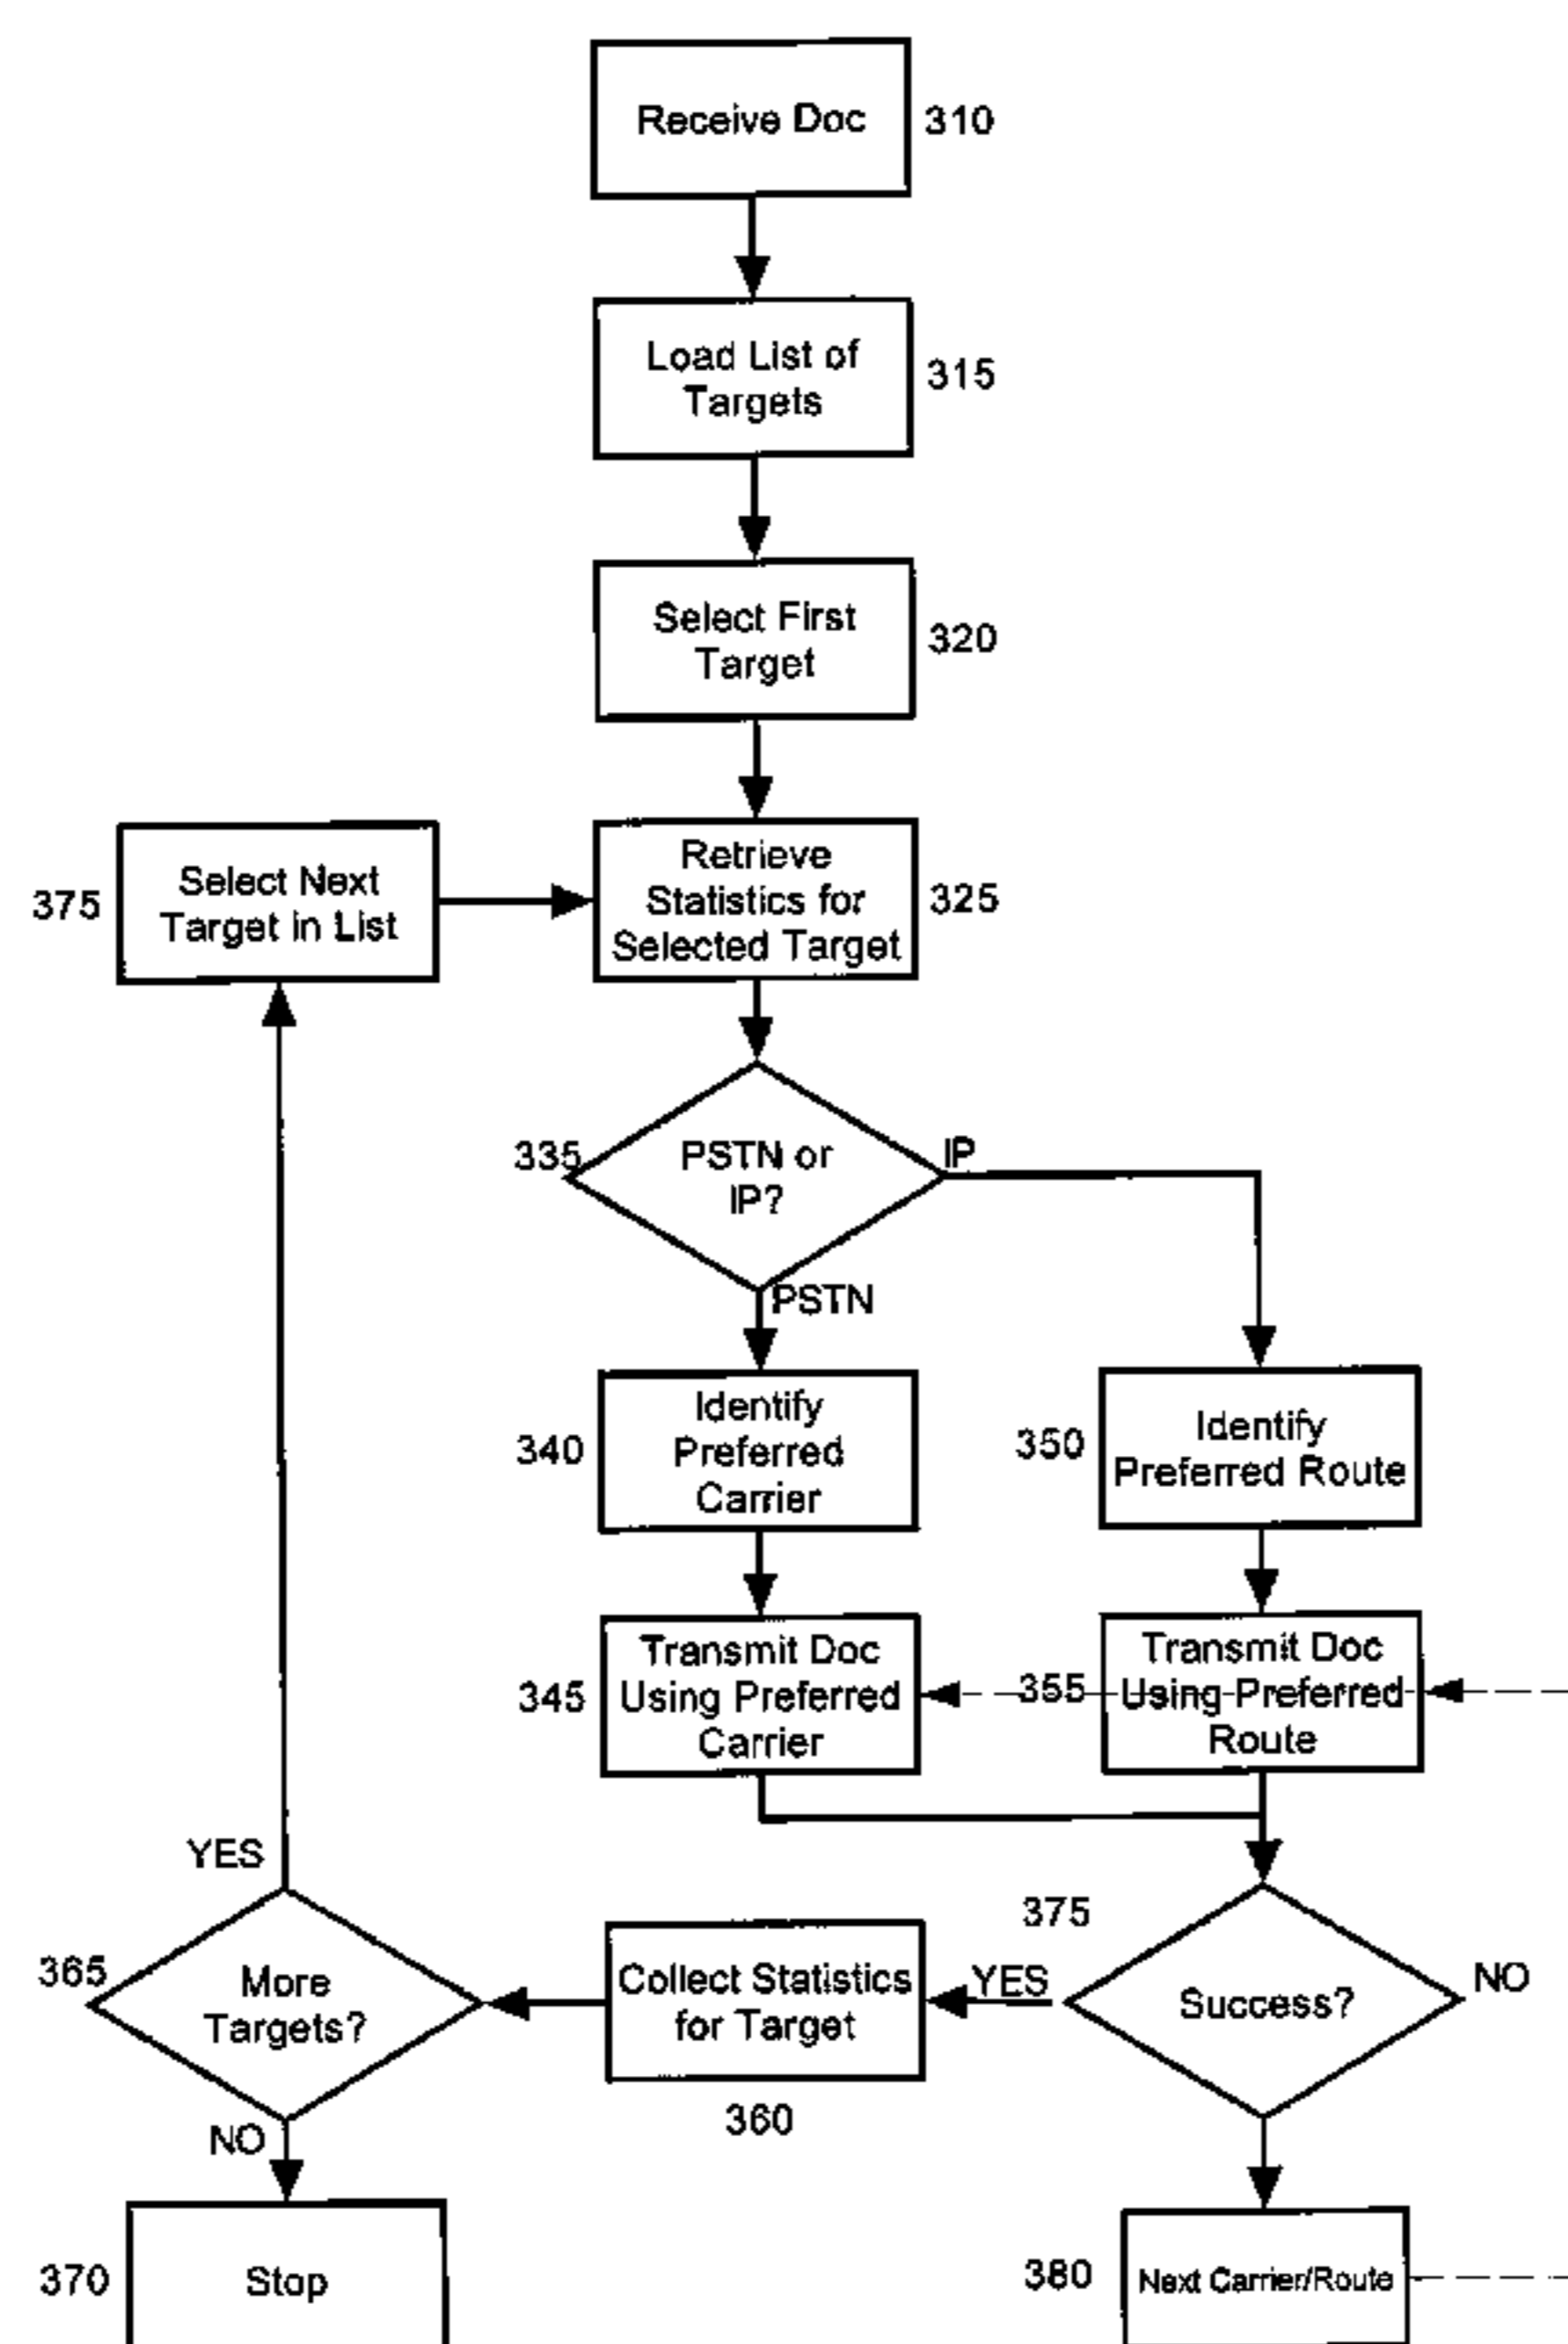 Receive Doc
310
Load List of
Targets
315
Select First
Target
320
375
Select Next
Target in List
Retrieve
Statistics for
Selected Target
325
335
PSTN or
IP?
IP
PSTN
340
Identify
Preferred
Carrier
350
Identify
Preferred Route
345
Transmit Doc
Using Preferred
Carrier
355
Transmit Doc
Using Preferred
Route
YES
365
More
Targets?
NO
Collect Statistics
for Target
360
YES
375
Success?
NO
370
Stop
380
Next Carrier/Route